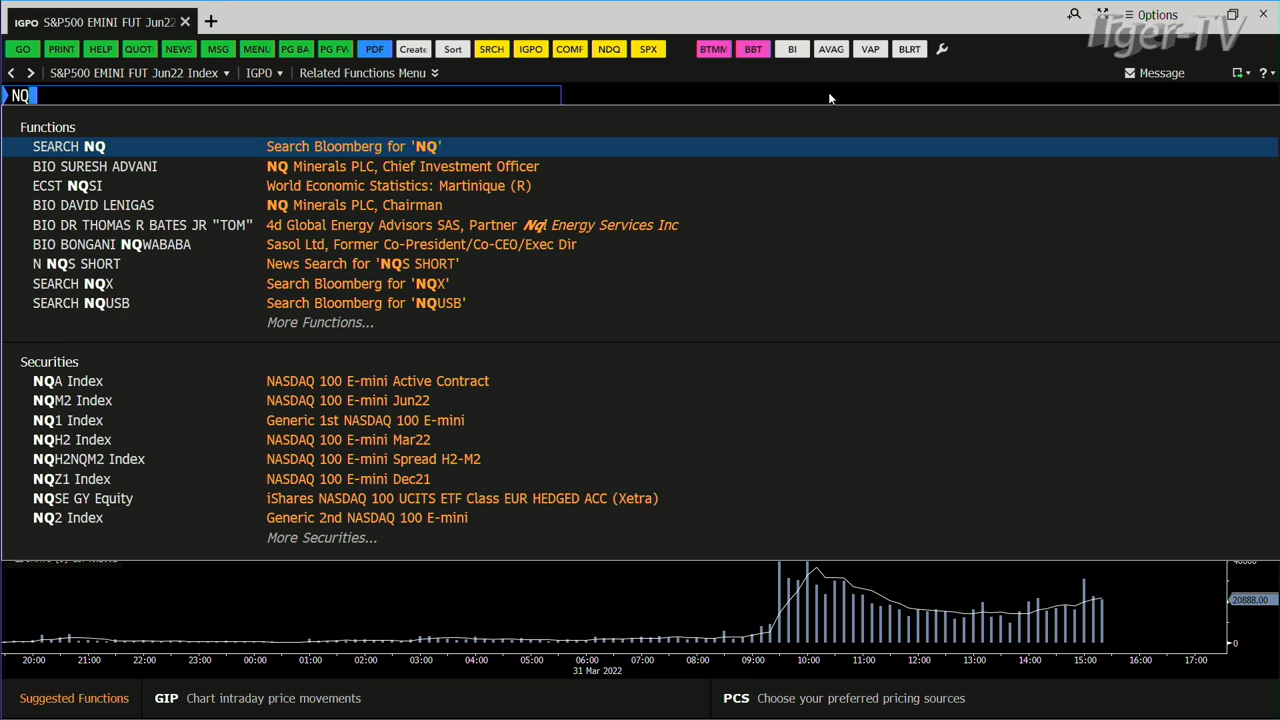 IGPO S&P500 EMINI FUT Jun22
Options
Tiger-TV
GO PRINT HELP QUOT NEWS MSG MENU PG BA PG FW PDF Create Sort SRCH IGPO COMF NDQ SPX BTMM BBT BI AVAG VAP BLRT
S&P500 EMINI FUT Jun22 Index IGPO Related Functions Menu Message ?
NQ
Functions
SEARCH NQ Search Bloomberg for 'NQ'
BIO SURESH ADVANI NQ Minerals PLC, Chief Investment Officer
ECST NQSI World Economic Statistics: Martinique (R)
BIO DAVID LENIGAS NQ Minerals PLC, Chairman
BIO DR THOMAS R BATES JR "TOM" 4d Global Energy Advisors SAS, Partner Nql Energy Services Inc
BIO BONGANI NQWABABA Sasol Ltd, Former Co-President/Co-CEO/Exec Dir
N NQS SHORT News Search for 'NQS SHORT'
SEARCH NQX Search Bloomberg for 'NQX'
SEARCH NQUSB Search Bloomberg for 'NQUSB'
More Functions...
Securities
NQA Index NASDAQ 100 E-mini Active Contract
NQM2 Index NASDAQ 100 E-mini Jun22
NQ1 Index Generic 1st NASDAQ 100 E-mini
NQH2 Index NASDAQ 100 E-mini Mar22
NQH2NQM2 Index NASDAQ 100 E-mini Spread H2-M2
NQZ1 Index NASDAQ 100 E-mini Dec21
NQSE GY Equity iShares NASDAQ 100 UCITS ETF Class EUR HEDGED ACC (Xetra)
NQ2 Index Generic 2nd NASDAQ 100 E-mini
More Securities...
40000
20888.00
0
20:00 21:00 22:00 23:00 00:00 01:00 02:00 03:00 04:00 05:00 06:00 07:00 08:00 09:00 10:00 11:00 12:00 13:00 14:00 15:00 16:00 17:00
31 Mar 2022
Suggested Functions GIP Chart intraday price movements PCS Choose your preferred pricing sources